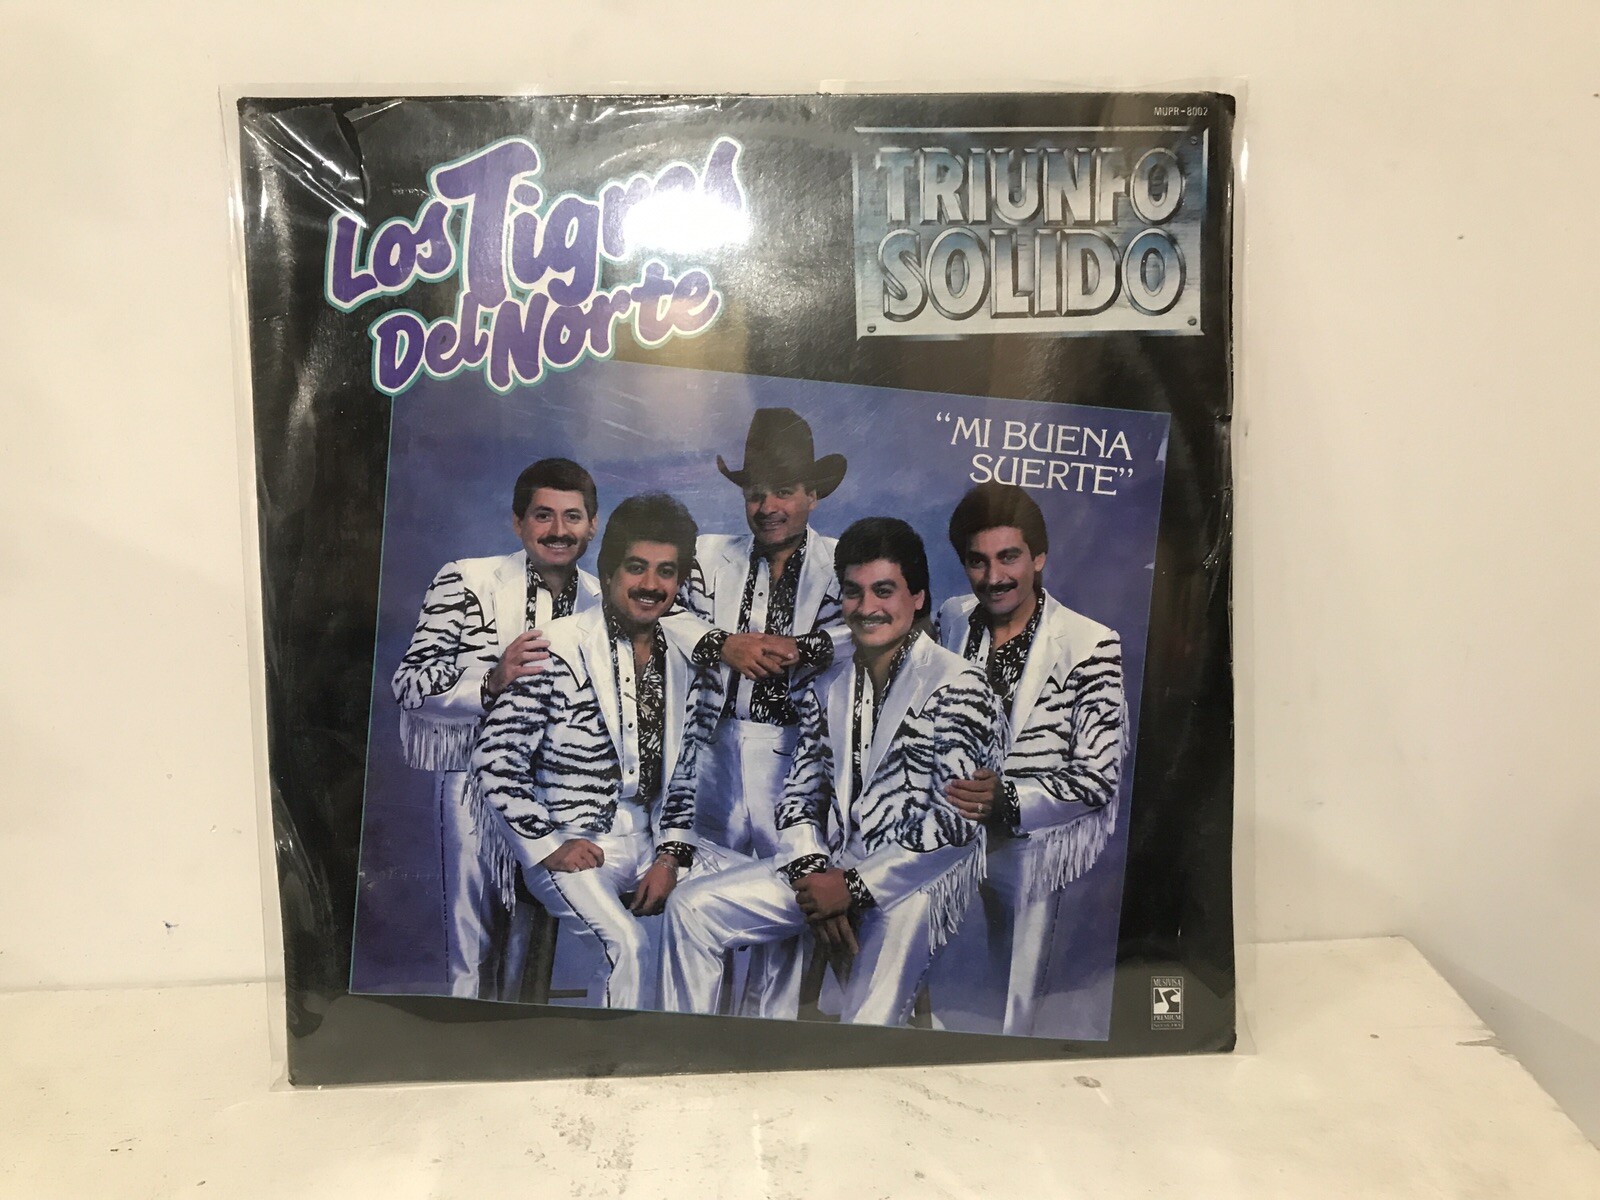 MUPR-8002
Los Tigres
Del Norte
TRIUNFO
SOLIDO
"MI BUENA
SUERTE"
MUSIVISA
PREMIUM